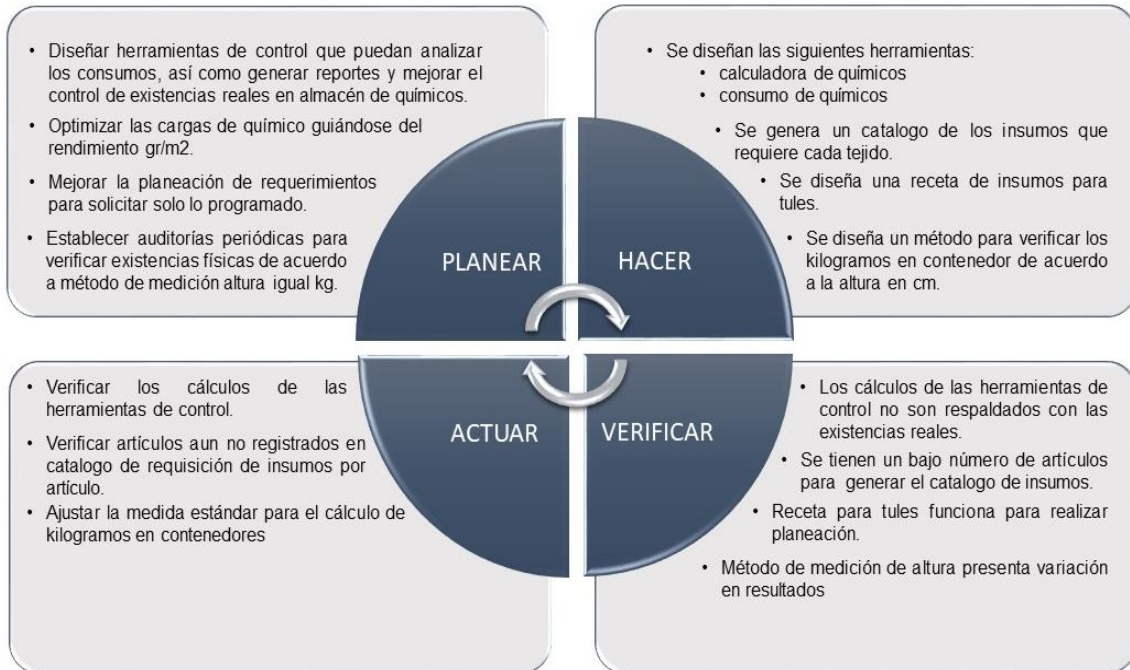 • Diseñar herramientas de control que puedan analizar
los consumos, así como generar reportes y mejorar el
control de existencias reales en almacén de químicos.
• Optimizar las cargas de químico guiándose del
rendimiento gr/m2.
• Mejorar la planeación de requerimientos
para solicitar solo lo programado.
• Establecer auditorías periódicas para
verificar existencias físicas de acuerdo
a método de medición altura igual kg.
PLANEAR
• Se diseñan las siguientes herramientas:
• calculadora de químicos
• consumo de químicos
• Se genera un catalogo de los insumos que
requiere cada tejido.
• Se diseña una receta de insumos para
tules.
• Se diseña un método para verificar los
kilogramos en contenedor de acuerdo
a la altura en cm.
HACER
• Verificar los cálculos de las
herramientas de control.
• Verificar artículos aun no registrados en
catalogo de requisición de insumos por
artículo.
• Ajustar la medida estándar para el cálculo de
kilogramos en contenedores
ACTUAR
VERIFICAR
• Los cálculos de las herramientas de
control no son respaldados con las
existencias reales.
• Se tienen un bajo número de artículos
para generar el catalogo de insumos.
• Receta para tules funciona para realizar
planeación.
• Método de medición de altura presenta variación
en resultados